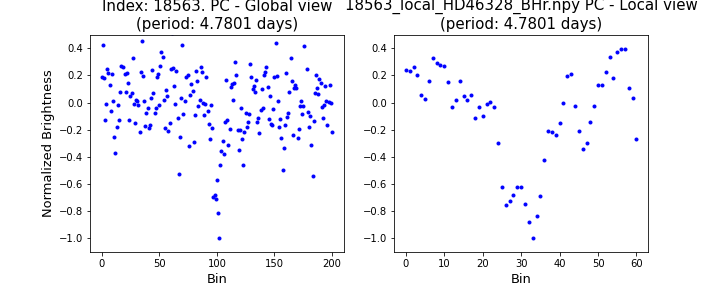 Index: 18563. PC - Global view
(period: 4.7801 days)
18563_local_HD46328_BHr.npy PC - Local view
(period: 4.7801 days)
Normalized Brightness
0.4
0.2
0.0
−0.2
−0.4
−0.6
−0.8
−1.0
0 50 100 150 200
Bin
0.4
0.2
0.0
−0.2
−0.4
−0.6
−0.8
−1.0
0 10 20 30 40 50 60
Bin